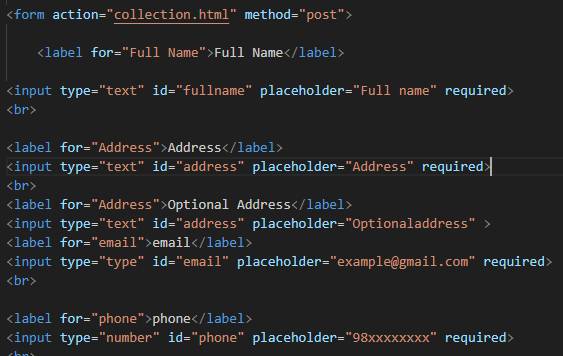 <form action="collection.html" method="post">
<label for="Full Name">Full Name</label>
<input type="text" id="fullname" placeholder="Full name" required>
<br>
<label for="Address">Address</label>
<input type="text" id="address" placeholder="Address" required>
<br>
<label for="Address">Optional Address</label>
<input type="text" id="address" placeholder="Optionaladdress" >
<label for="email">email</label>
<input type="type" id="email" placeholder="example@gmail.com" required>
<br>
<label for="phone">phone</label>
<input type="number" id="phone" placeholder="98xxxxxxxx" required>
<br>